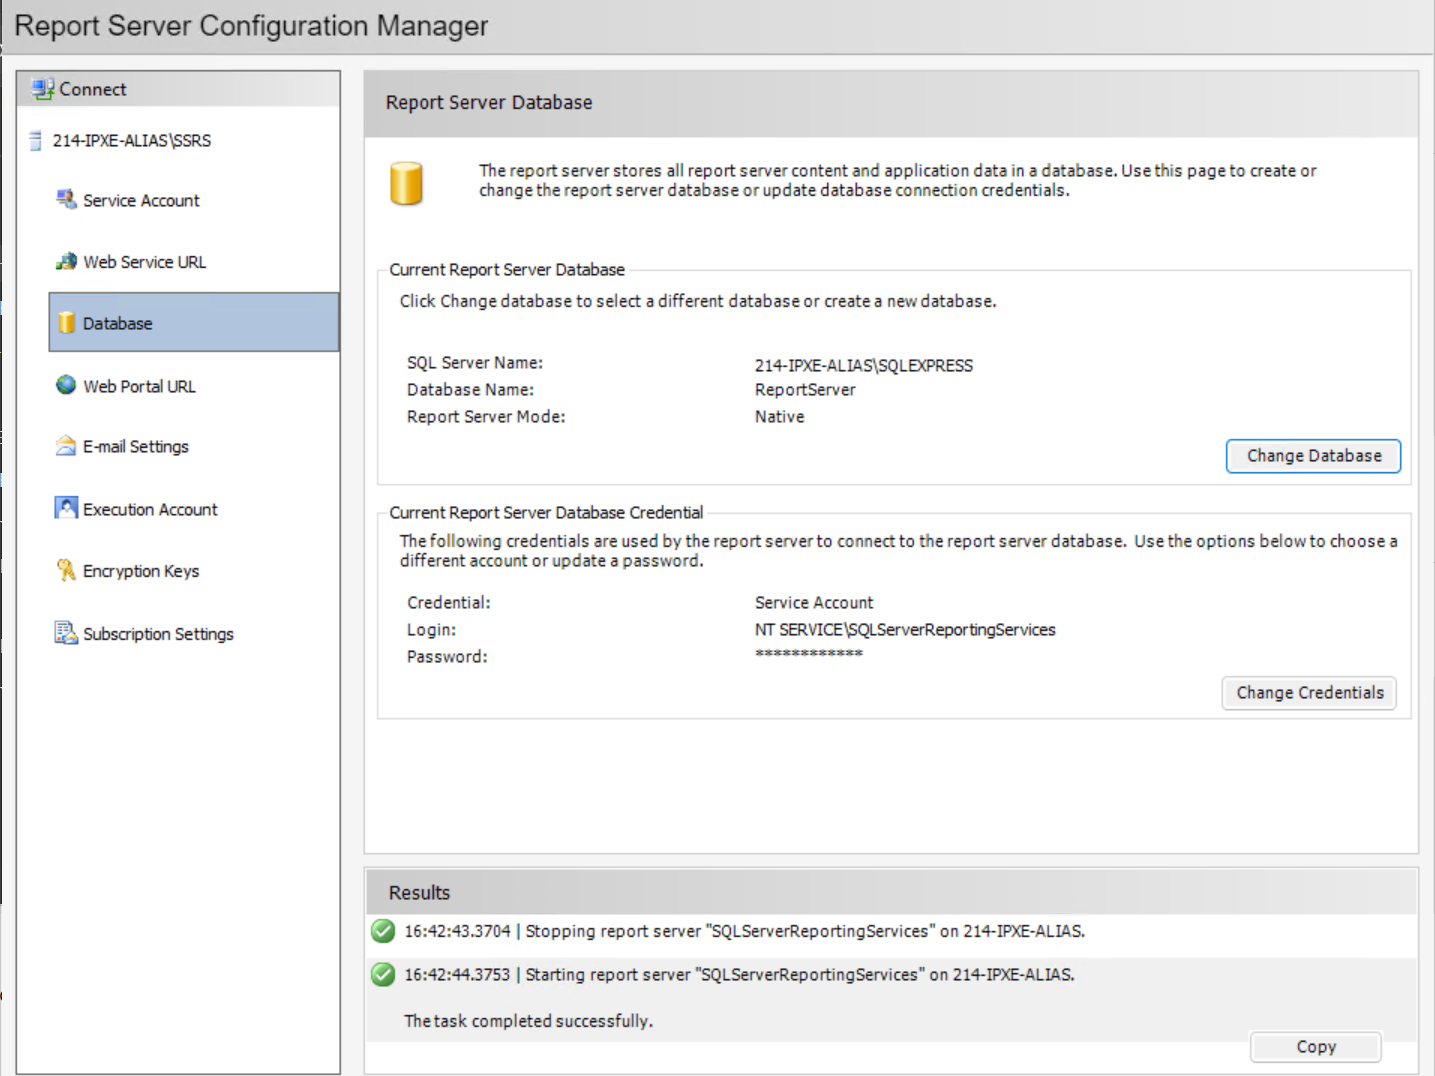 Report Server Configuration Manager
Connect
214-IPXE-ALIAS\SSRS
Service Account
Web Service URL
Database
Web Portal URL
E-mail Settings
Execution Account
Encryption Keys
Subscription Settings
Report Server Database
The report server stores all report server content and application data in a database. Use this page to create or
change the report server database or update database connection credentials.
Current Report Server Database
Click Change database to select a different database or create a new database.
SQL Server Name: 214-IPXE-ALIAS\SQLEXPRESS
Database Name: ReportServer
Report Server Mode: Native
Change Database
Current Report Server Database Credential
The following credentials are used by the report server to connect to the report server database.  Use the options below to choose a
different account or update a password.
Credential: Service Account
Login: NT SERVICE\SQLServerReportingServices
Password: ************
Change Credentials
Results
16:42:43.3704 | Stopping report server "SQLServerReportingServices" on 214-IPXE-ALIAS.
16:42:44.3753 | Starting report server "SQLServerReportingServices" on 214-IPXE-ALIAS.
The task completed successfully.
Copy